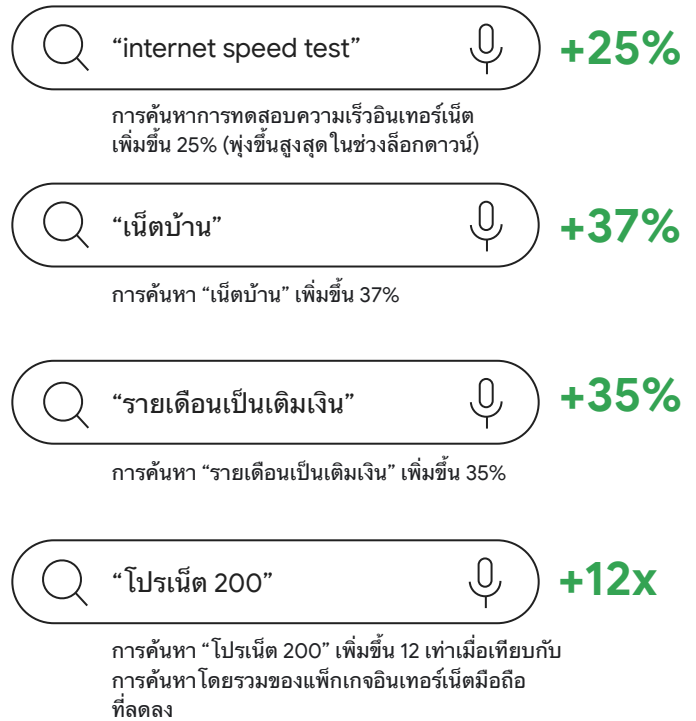 “internet speed test”
+25%
การค้นหาการทดสอบความเร็วอินเทอร์เน็ต
เพิ่มขึ้น 25% (พุ่งขึ้นสูงสุดในช่วงล็อกดาวน์)
“เน็ตบ้าน”
+37%
การค้นหา “เน็ตบ้าน” เพิ่มขึ้น 37%
“รายเดือนเป็นเติมเงิน”
+35%
การค้นหา “รายเดือนเป็นเติมเงิน” เพิ่มขึ้น 35%
“โปรเน็ต 200”
+12x
การค้นหา “โปรเน็ต 200” เพิ่มขึ้น 12 เท่าเมื่อเทียบกับ
การค้นหาโดยรวมของแพ็กเกจอินเทอร์เน็ตมือถือ
ที่ลดลง